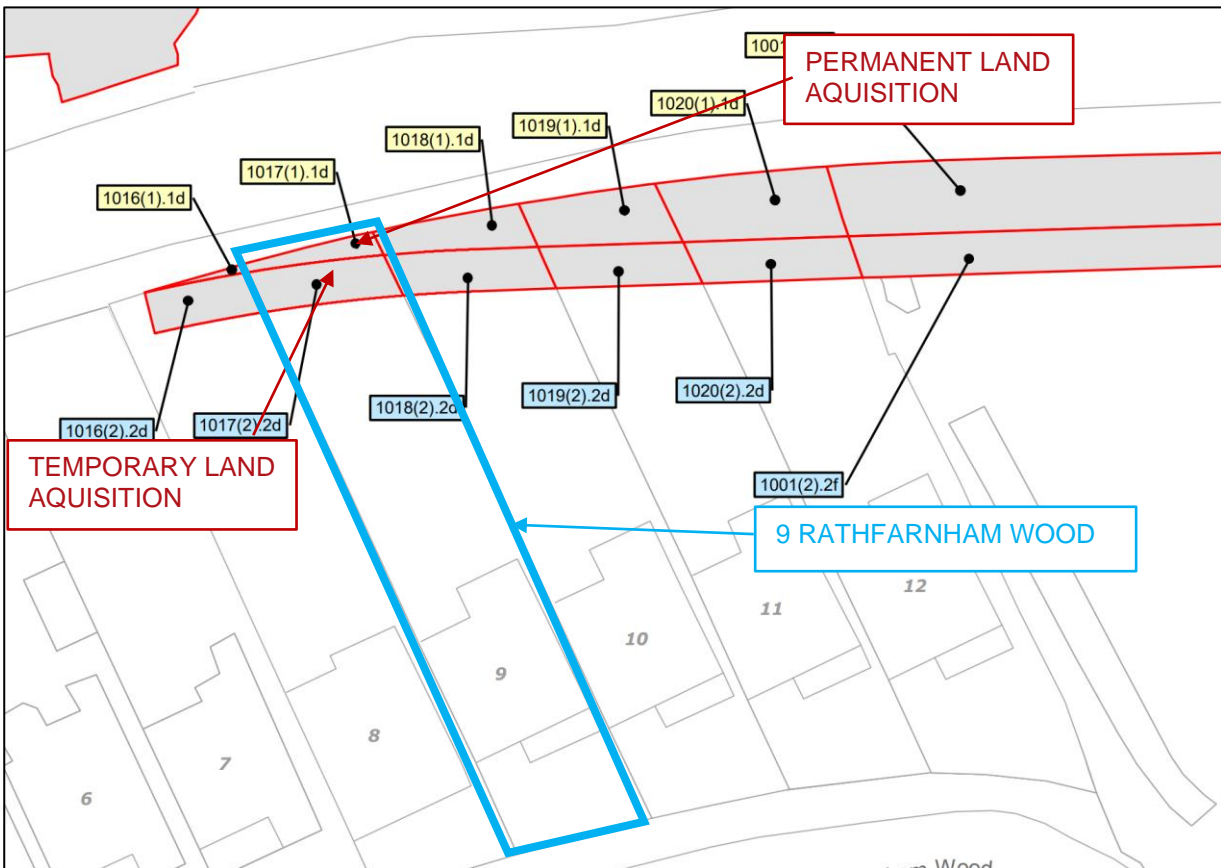 1001
PERMANENT LAND
AQUISITION
1020(1).1d
1019(1).1d
1018(1).1d
1017(1).1d
1016(1).1d
1016(2).2d
1017(2).2d
1018(2).2d
1019(2).2d
1020(2).2d
TEMPORARY LAND
AQUISITION
1001(2).2f
9 RATHFARNHAM WOOD
12
11
10
9
8
7
6
Wood